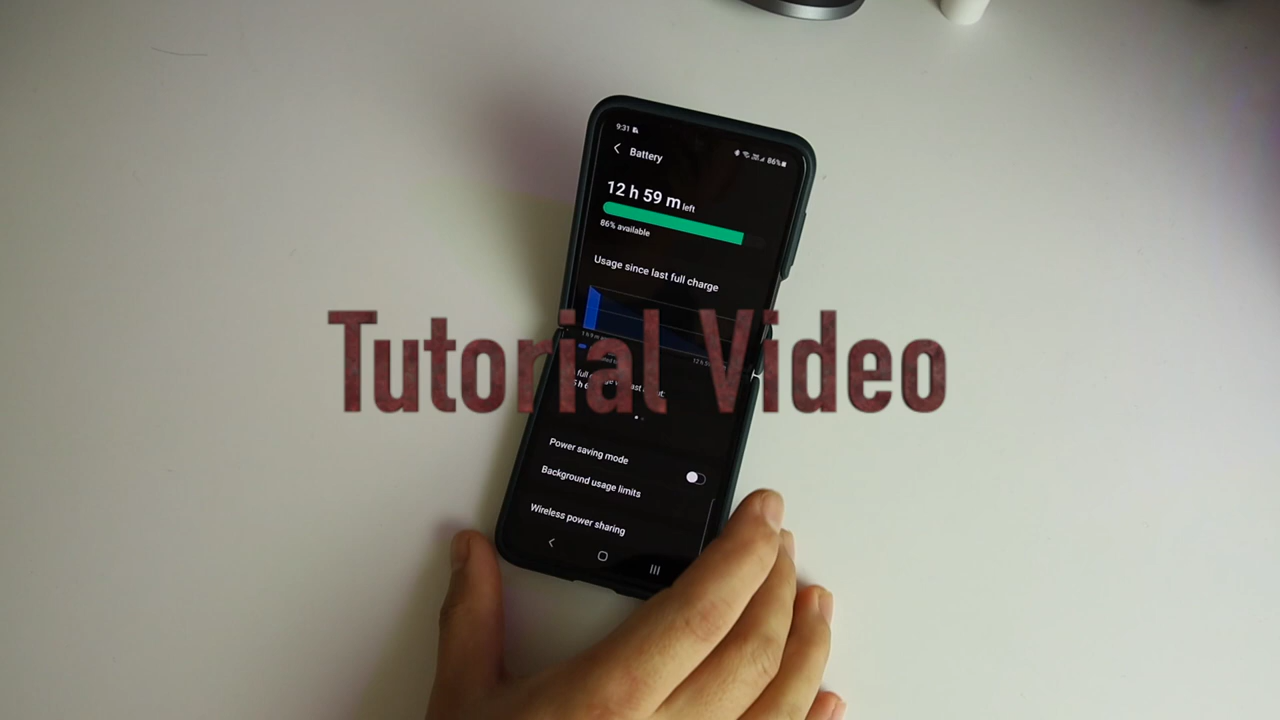 9:31
86%
Battery
12 h 59 m left
86% available
Usage since last full charge
Tutorial Video
Power saving mode
Background usage limits
Wireless power sharing